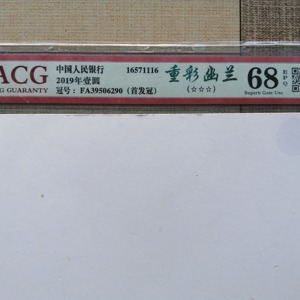 ACG
GUARANTY
中国人民银行 16571116
2019年壹圆
冠号：FA39506290（首发冠）
重彩幽兰
(☆☆☆)
68
EPQ
Superb Gem Unc